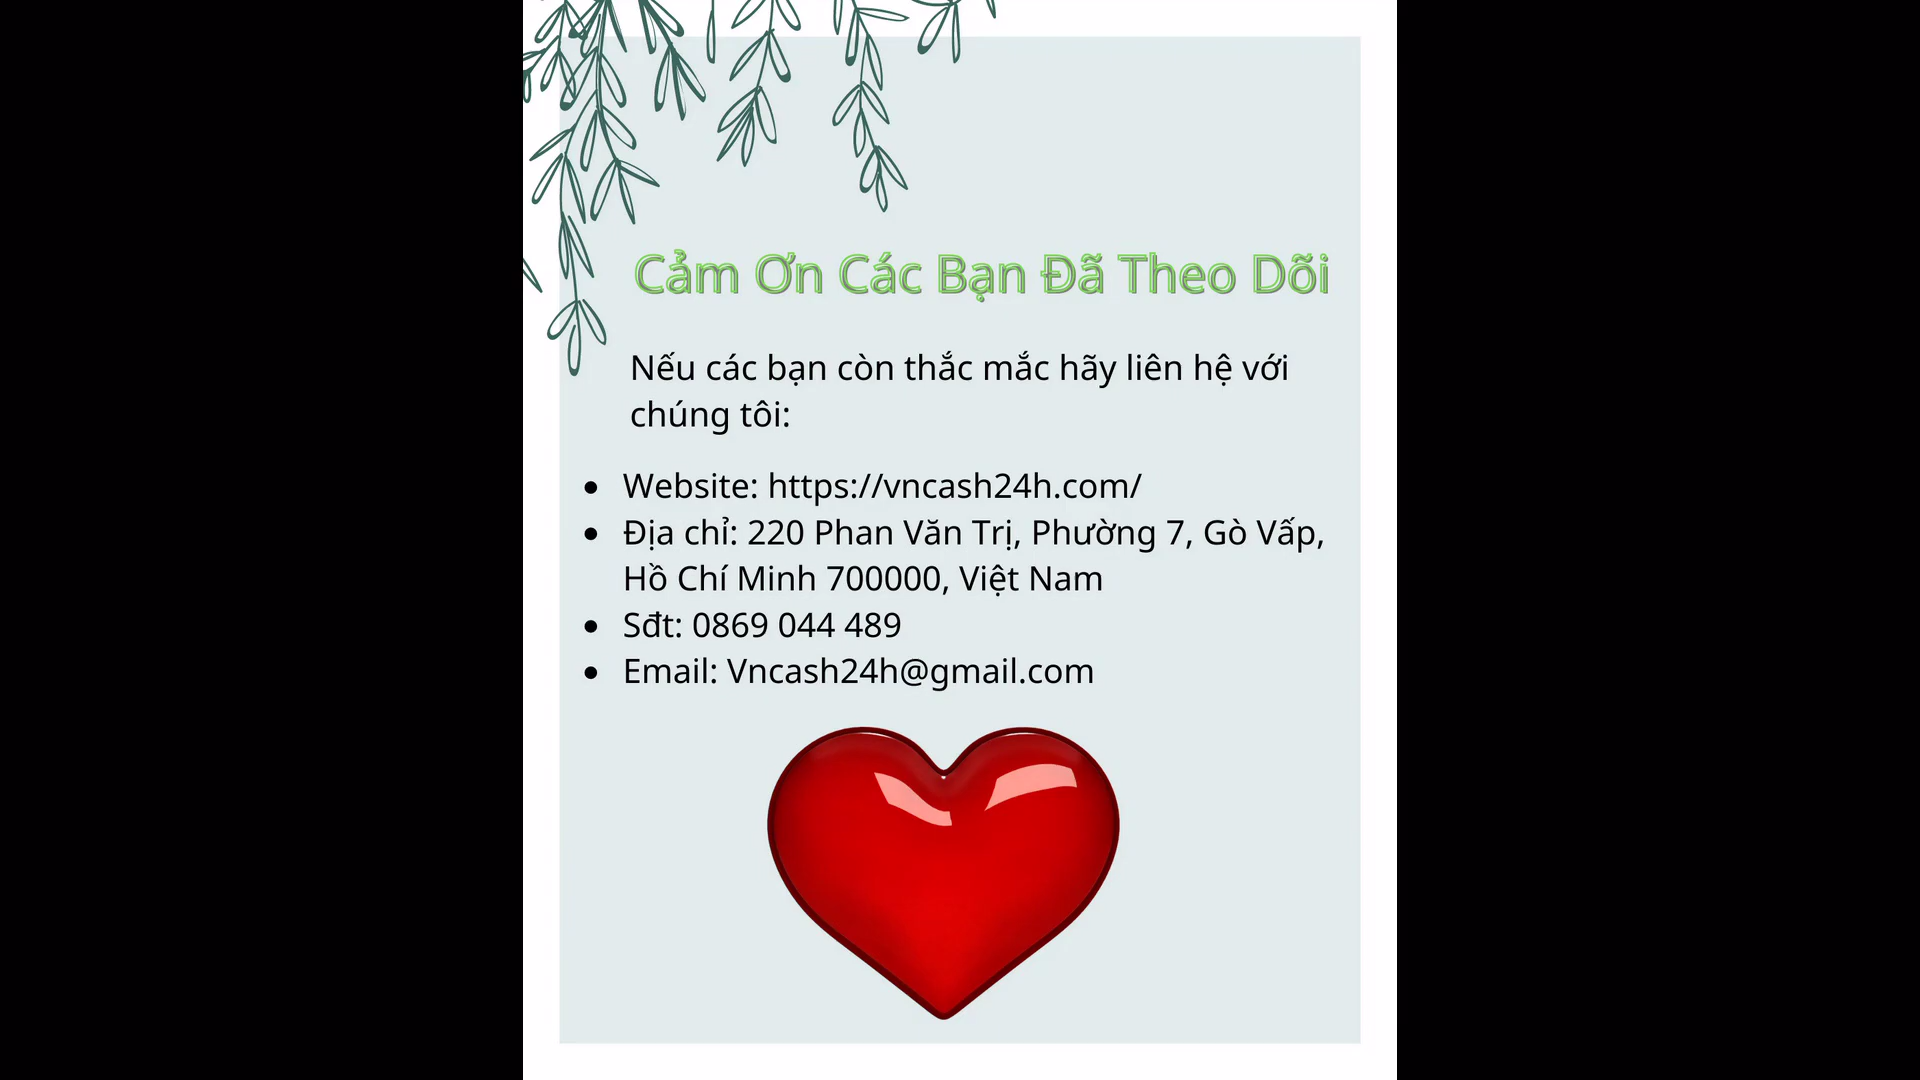 Cảm Ơn Các Bạn Đã Theo Dõi
Nếu các bạn còn thắc mắc hãy liên hệ với
chúng tôi:
• Website: https://vncash24h.com/
• Địa chỉ: 220 Phan Văn Trị, Phường 7, Gò Vấp,
Hồ Chí Minh 700000, Việt Nam
• Sđt: 0869 044 489
• Email: Vncash24h@gmail.com